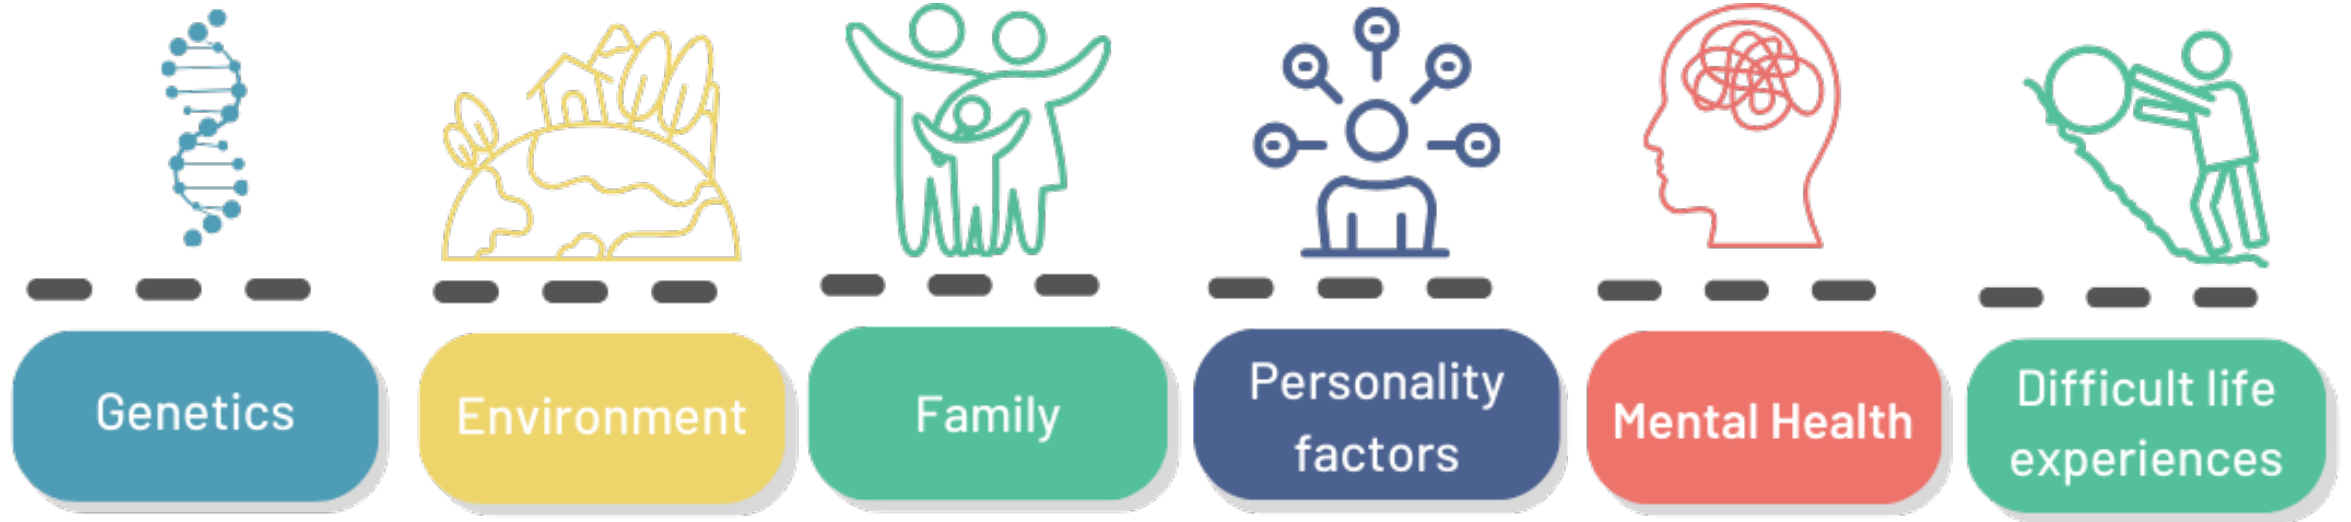 Genetics
Environment
Family
Personality
factors
Mental Health
Difficult life
experiences